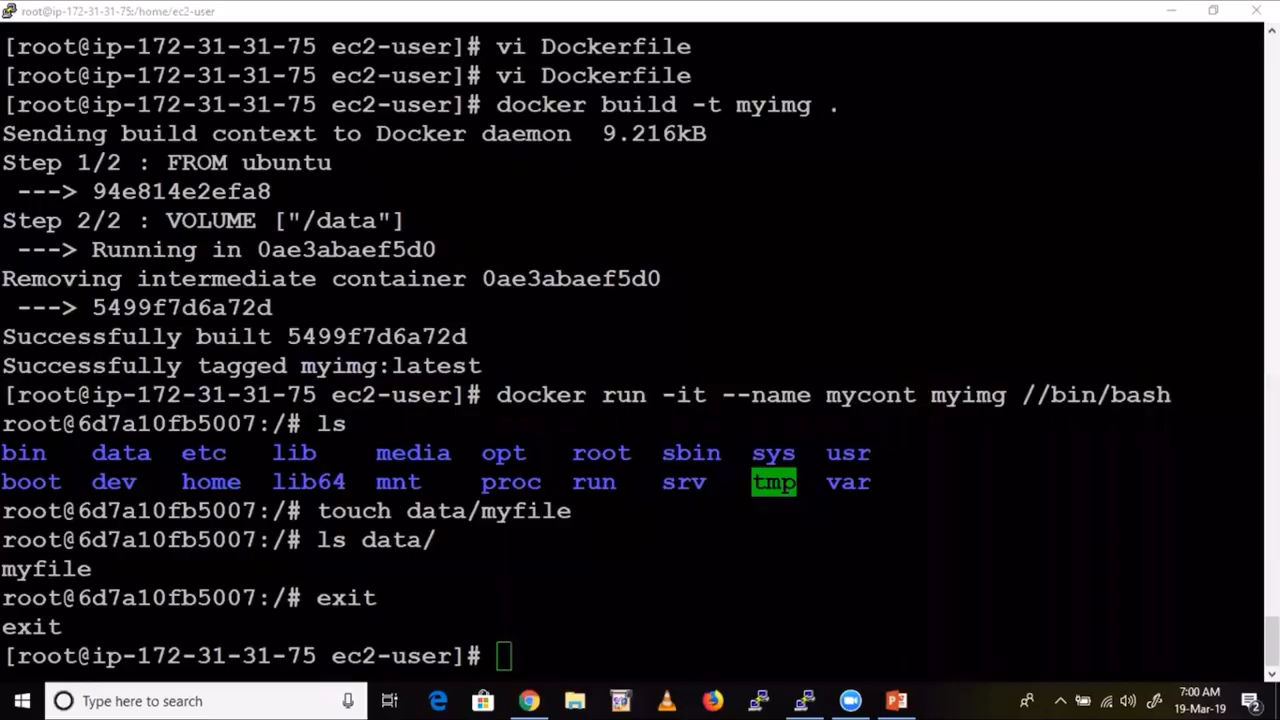 root@ip-172-31-31-75:/home/ec2-user
[root@ip-172-31-31-75 ec2-user]# vi Dockerfile
[root@ip-172-31-31-75 ec2-user]# vi Dockerfile
[root@ip-172-31-31-75 ec2-user]# docker build -t myimg .
Sending build context to Docker daemon  9.216kB
Step 1/2 : FROM ubuntu
 ---> 94e814e2efa8
Step 2/2 : VOLUME ["/data"]
 ---> Running in 0ae3abaef5d0
Removing intermediate container 0ae3abaef5d0
 ---> 5499f7d6a72d
Successfully built 5499f7d6a72d
Successfully tagged myimg:latest
[root@ip-172-31-31-75 ec2-user]# docker run -it --name mycont myimg //bin/bash
root@6d7a10fb5007:/# ls
bin   data  etc   lib    media  opt   root  sbin  sys  usr
boot  dev   home  lib64  mnt    proc  run   srv   tmp  var
root@6d7a10fb5007:/# touch data/myfile
root@6d7a10fb5007:/# ls data/
myfile
root@6d7a10fb5007:/# exit
exit
[root@ip-172-31-31-75 ec2-user]#
Type here to search
7:00 AM
19-Mar-19
2